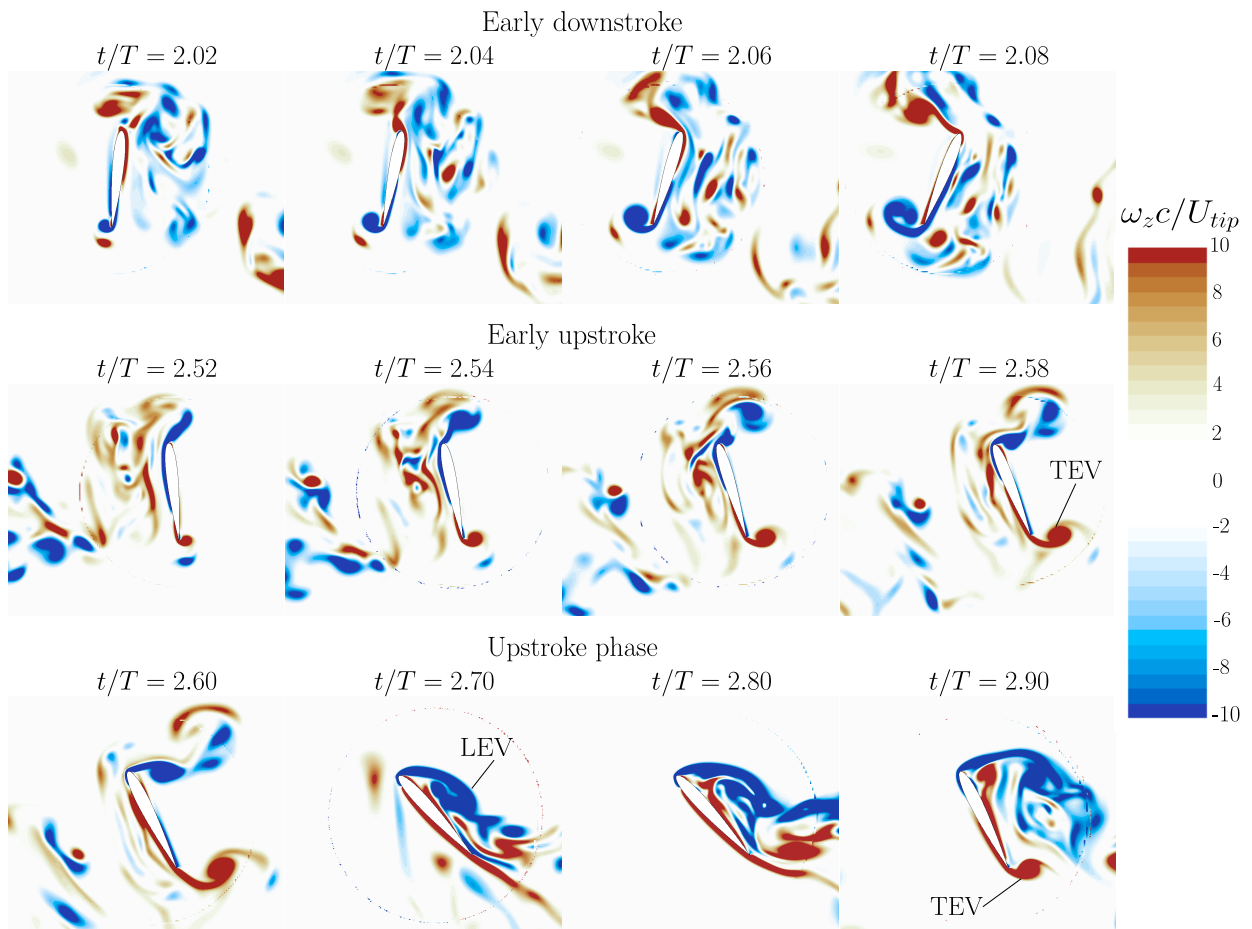 Early downstroke
t/T = 2.02 t/T = 2.04 t/T = 2.06 t/T = 2.08
ω_z c/U_tip
10
8
6
4
2
0
-2
-4
-6
-8
-10
Early upstroke
t/T = 2.52 t/T = 2.54 t/T = 2.56 t/T = 2.58
TEV
Upstroke phase
t/T = 2.60 t/T = 2.70 t/T = 2.80 t/T = 2.90
LEV
TEV